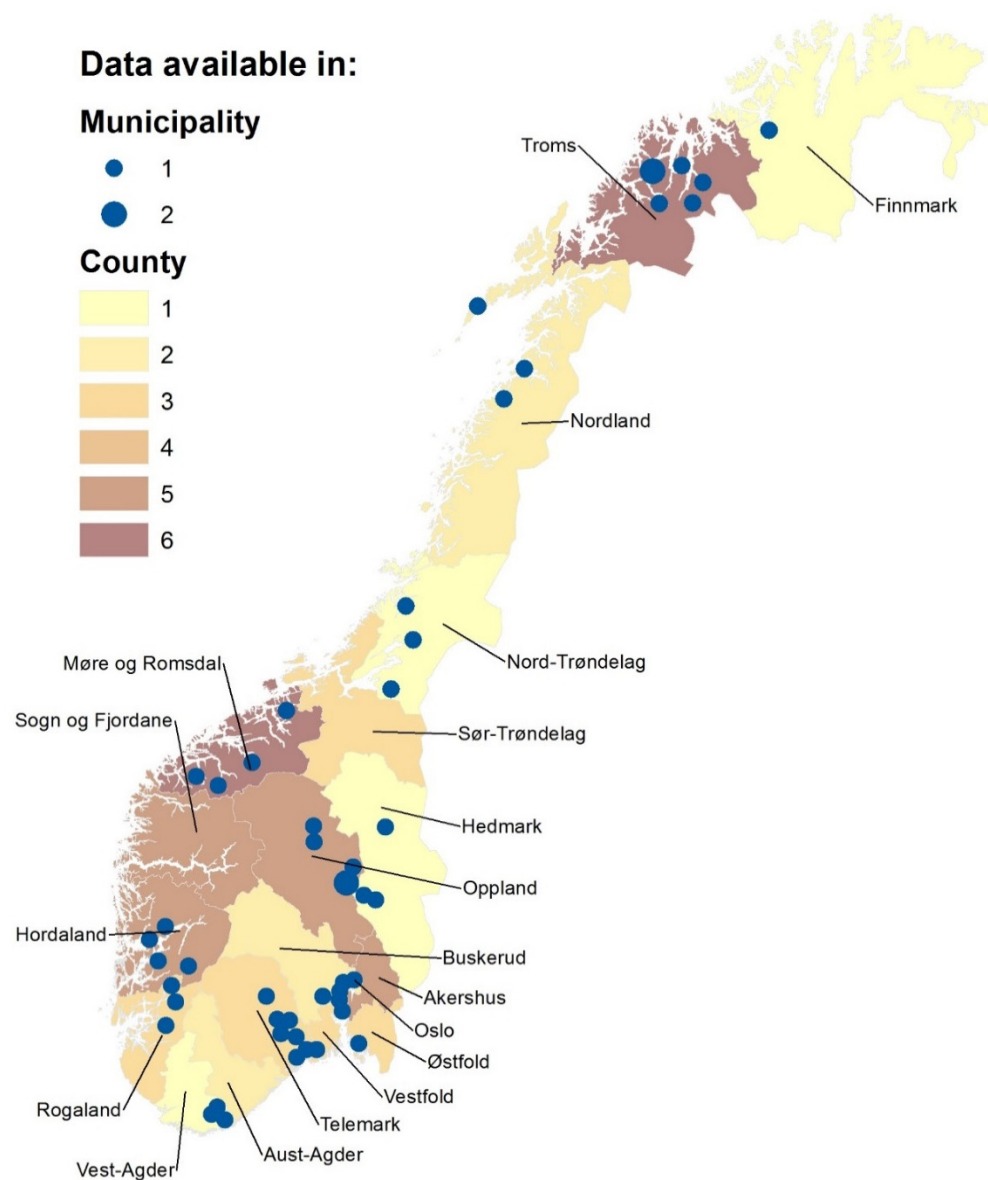 Data available in:
Municipality
1
2
County
1
2
3
4
5
6
Troms
Finnmark
Nordland
Nord-Trøndelag
Møre og Romsdal
Sogn og Fjordane
Sør-Trøndelag
Hedmark
Oppland
Hordaland
Buskerud
Akershus
Oslo
Østfold
Vestfold
Rogaland
Telemark
Aust-Agder
Vest-Agder